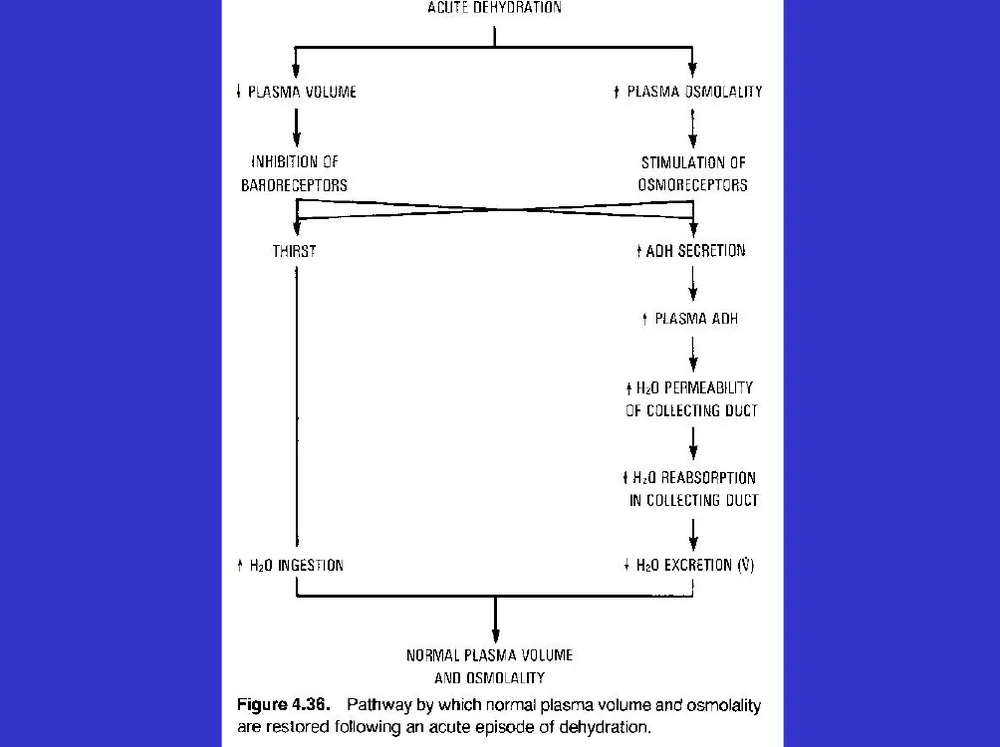 ACUTE DEHYDRATION
↓ PLASMA VOLUME
↑ PLASMA OSMOLALITY
INHIBITION OF
BARORECEPTORS
STIMULATION OF
OSMORECEPTORS
THIRST
↑ ADH SECRETION
↑ PLASMA ADH
↑ H₂O PERMEABILITY
OF COLLECTING DUCT
↑ H₂O REABSORPTION
IN COLLECTING DUCT
↑ H₂O INGESTION
↓ H₂O EXCRETION (V̇)
NORMAL PLASMA VOLUME
AND OSMOLALITY
Figure 4.36. Pathway by which normal plasma volume and osmolality
are restored following an acute episode of dehydration.